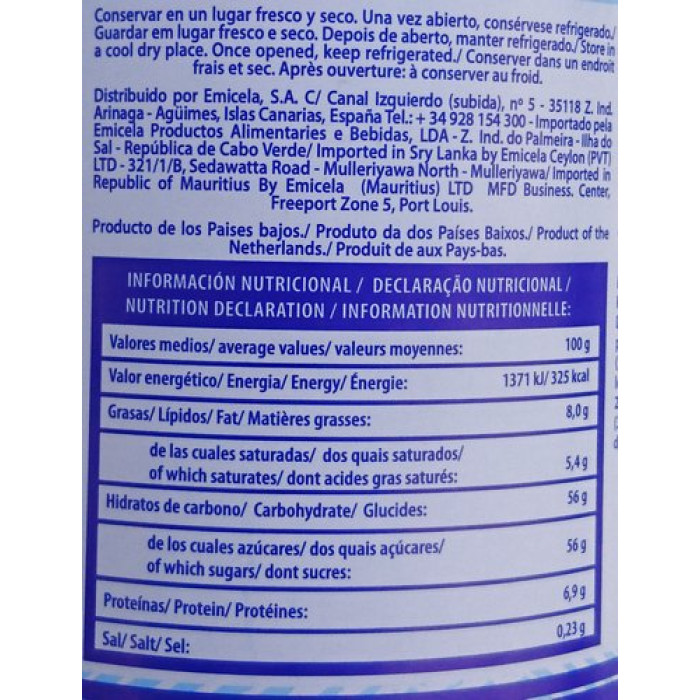 Conservar en un lugar fresco y seco. Una vez abierto, consérvese refrigerado./
Guardar em lugar fresco e seco. Depois de aberto, manter refrigerado./ Store in
a cool dry place. Once opened, keep refrigerated./ Conserver dans un endroit
frais et sec. Après ouverture: à conserver au froid.
Distribuido por Emicela, S.A. C/ Canal Izquierdo (subida), nº 5 - 35118 Z. Ind.
Arinaga - Agüimes, Islas Canarias, España Tel.: + 34 928 154 300 - Importado pela
Emicela Productos Alimentaries e Bebidas, LDA - Z. Ind. do Palmeira - Ilha do
Sal - República de Cabo Verde/ Imported in Sry Lanka by Emicela Ceylon (PVT)
LTD - 321/1/B, Sedawatta Road - Mulleriyawa North - Mulleriyawa/ Imported in
Republic of Mauritius By Emicela (Mauritius) LTD MFD Business. Center,
Freeport Zone 5, Port Louis.
Producto de los Paises bajos./ Produto da dos Países Baixos./ Product of the
Netherlands./ Produit de aux Pays-bas.
INFORMACIÓN NUTRICIONAL / DECLARAÇÃO NUTRICIONAL /
NUTRITION DECLARATION / INFORMATION NUTRITIONNELLE:
Valores medios/ average values/ valeurs moyennes: 100 g
Valor energético/ Energia/ Energy/ Énergie: 1371 kJ/ 325 kcal
Grasas/ Lípidos/ Fat/ Matières grasses: 8,0 g
de las cuales saturadas/ dos quais saturados/
of which saturates/ dont acides gras saturés: 5,4 g
Hidratos de carbono/ Carbohydrate/ Glucides: 56 g
de los cuales azúcares/ dos quais açúcares/
of which sugars/ dont sucres: 56 g
Proteínas/ Protein/ Protéines: 6,9 g
Sal/ Salt/ Sel: 0,23 g